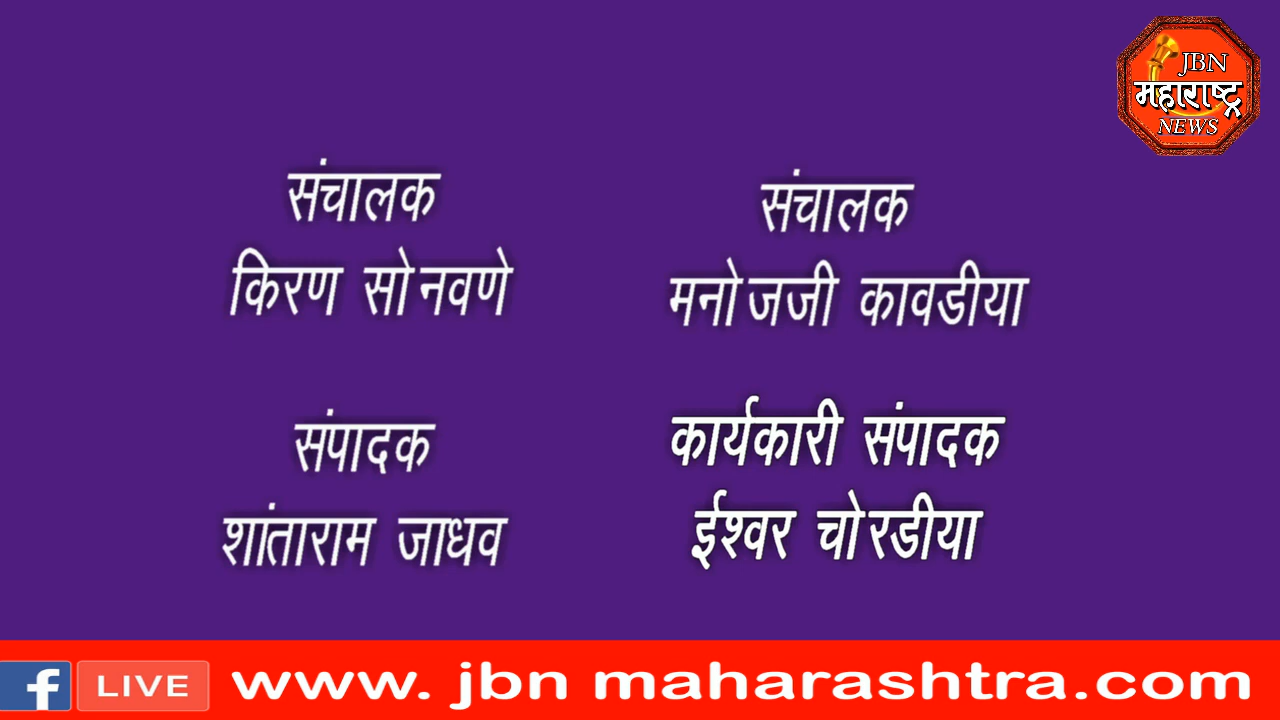 JBN
महाराष्ट्र
NEWS
संचालक
किरण सोनवणे
संचालक
मनोजजी कावडीया
संपादक
शांताराम जाधव
कार्यकारी संपादक
ईश्वर चोरडीया
f LIVE www. jbn maharashtra.com